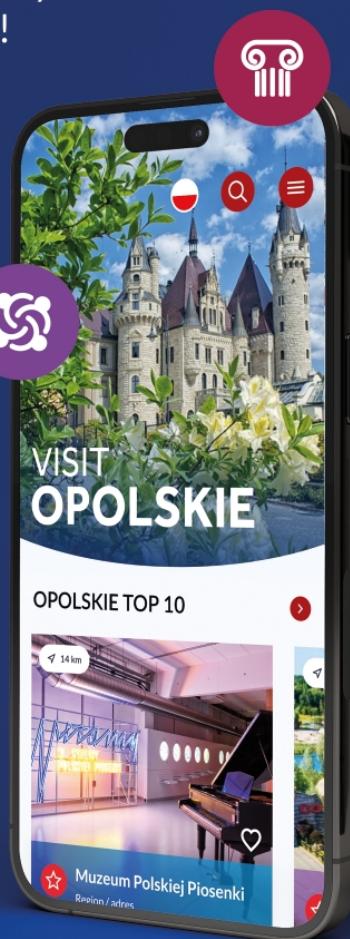 !
VISIT
OPOLSKIE
OPOLSKIE TOP 10
14 km
Muzeum Polskiej Piosenki
Region / adres